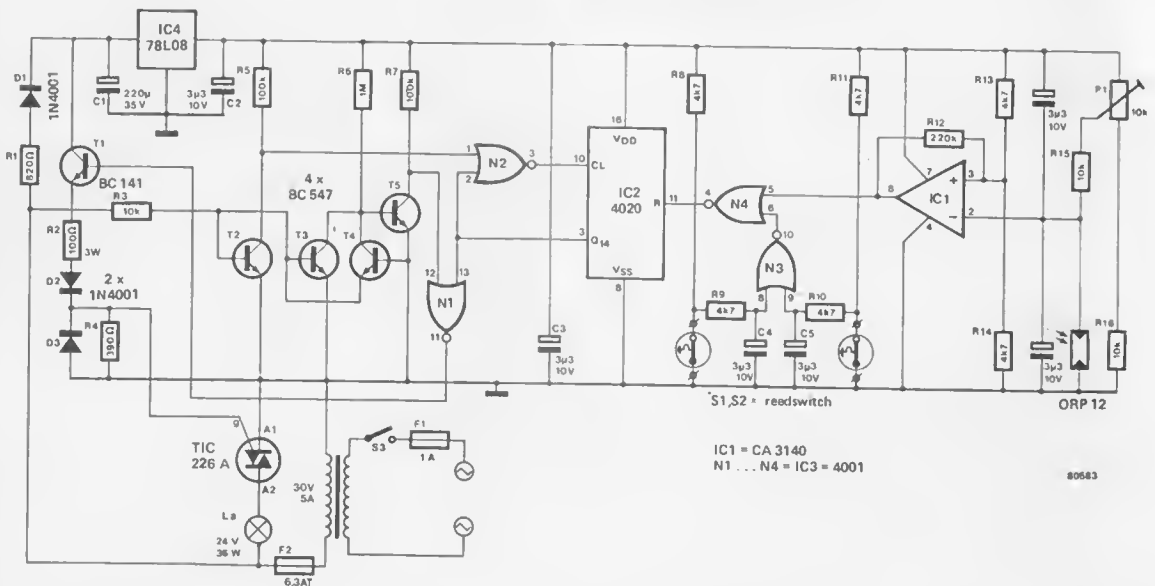 IC4
78L08
D1
1N4001
220µ
35 V
C1
3µ3
10V
C2
R5
100k
R6
1M
R7
100k
R8
4k7
R11
4k7
R13
4k7
3µ3
10V
P1
10k
T1
BC 141
R1
820Ω
R3
10k
4 x
BC 547
T5
1
2
N2
3
10
CL
16
VDD
IC2
4020
R
11
4
N4
5
6
R12
220k
7
6
IC1
3
2
4
R15
10k
R2
100Ω
3W
T2
T3
T4
3
Q14
VSS
8
10
N3
8
9
D2
2 x
1N4001
D3
R4
390Ω
12
13
N1
11
R9
4k7
R10
4k7
C3
3µ3
10V
C4
3µ3
10V
C5
3µ3
10V
R14
4k7
3µ3
10V
R16
10k
S1,S2 = reedswitch
ORP 12
g
A1
TIC
226 A
A2
F1
1 A
S3
30V
5A
IC1 = CA 3140
N1 ... N4 = IC3 = 4001
80583
La
24 V
36 W
F2
6.3AT